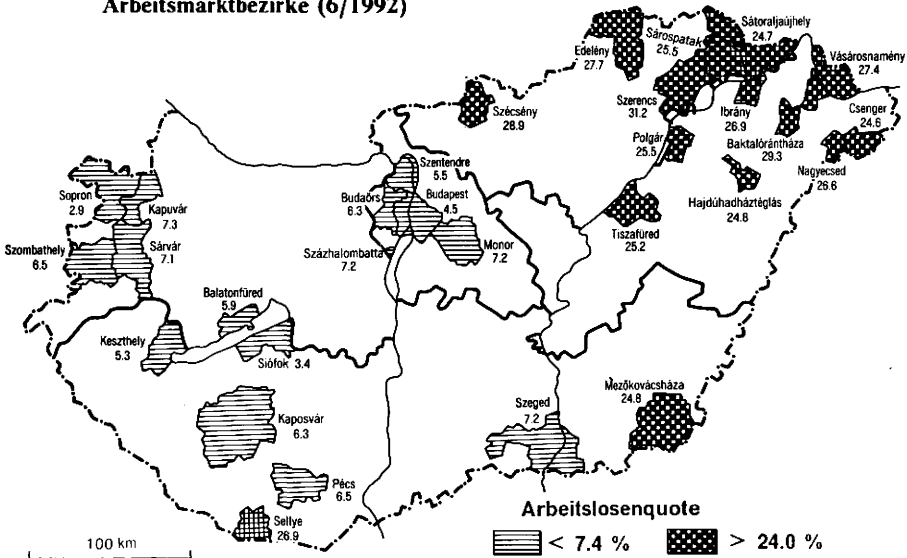 Arbeitsmarktbezirke (6/1992)
Sátoraljaújhely
24.7
Sárospatak
25.5
Edelény
27.7
Vásárosnamény
27.4
Szécsény
28.9
Szerencs
31.2
Ibrány
26.9
Csenger
24.6
Baktalórántháza
29.3
Polgár
25.5
Nagyecsed
26.6
Hajdúhadháztéglás
24.8
Tiszafüred
25.2
Szentendre
5.5
Budaörs
6.3
Budapest
4.5
Százhalombatta
7.2
Monor
7.2
Sopron
2.9
Kapuvár
7.3
Szombathely
6.5
Sárvár
7.1
Balatonfüred
5.9
Keszthely
5.3
Siófok 3.4
Kaposvár
6.3
Szeged
7.2
Mezőkovácsháza
24.8
Pécs
6.5
Sellye
26.9
100 km
Arbeitslosenquote
< 7.4 % > 24.0 %